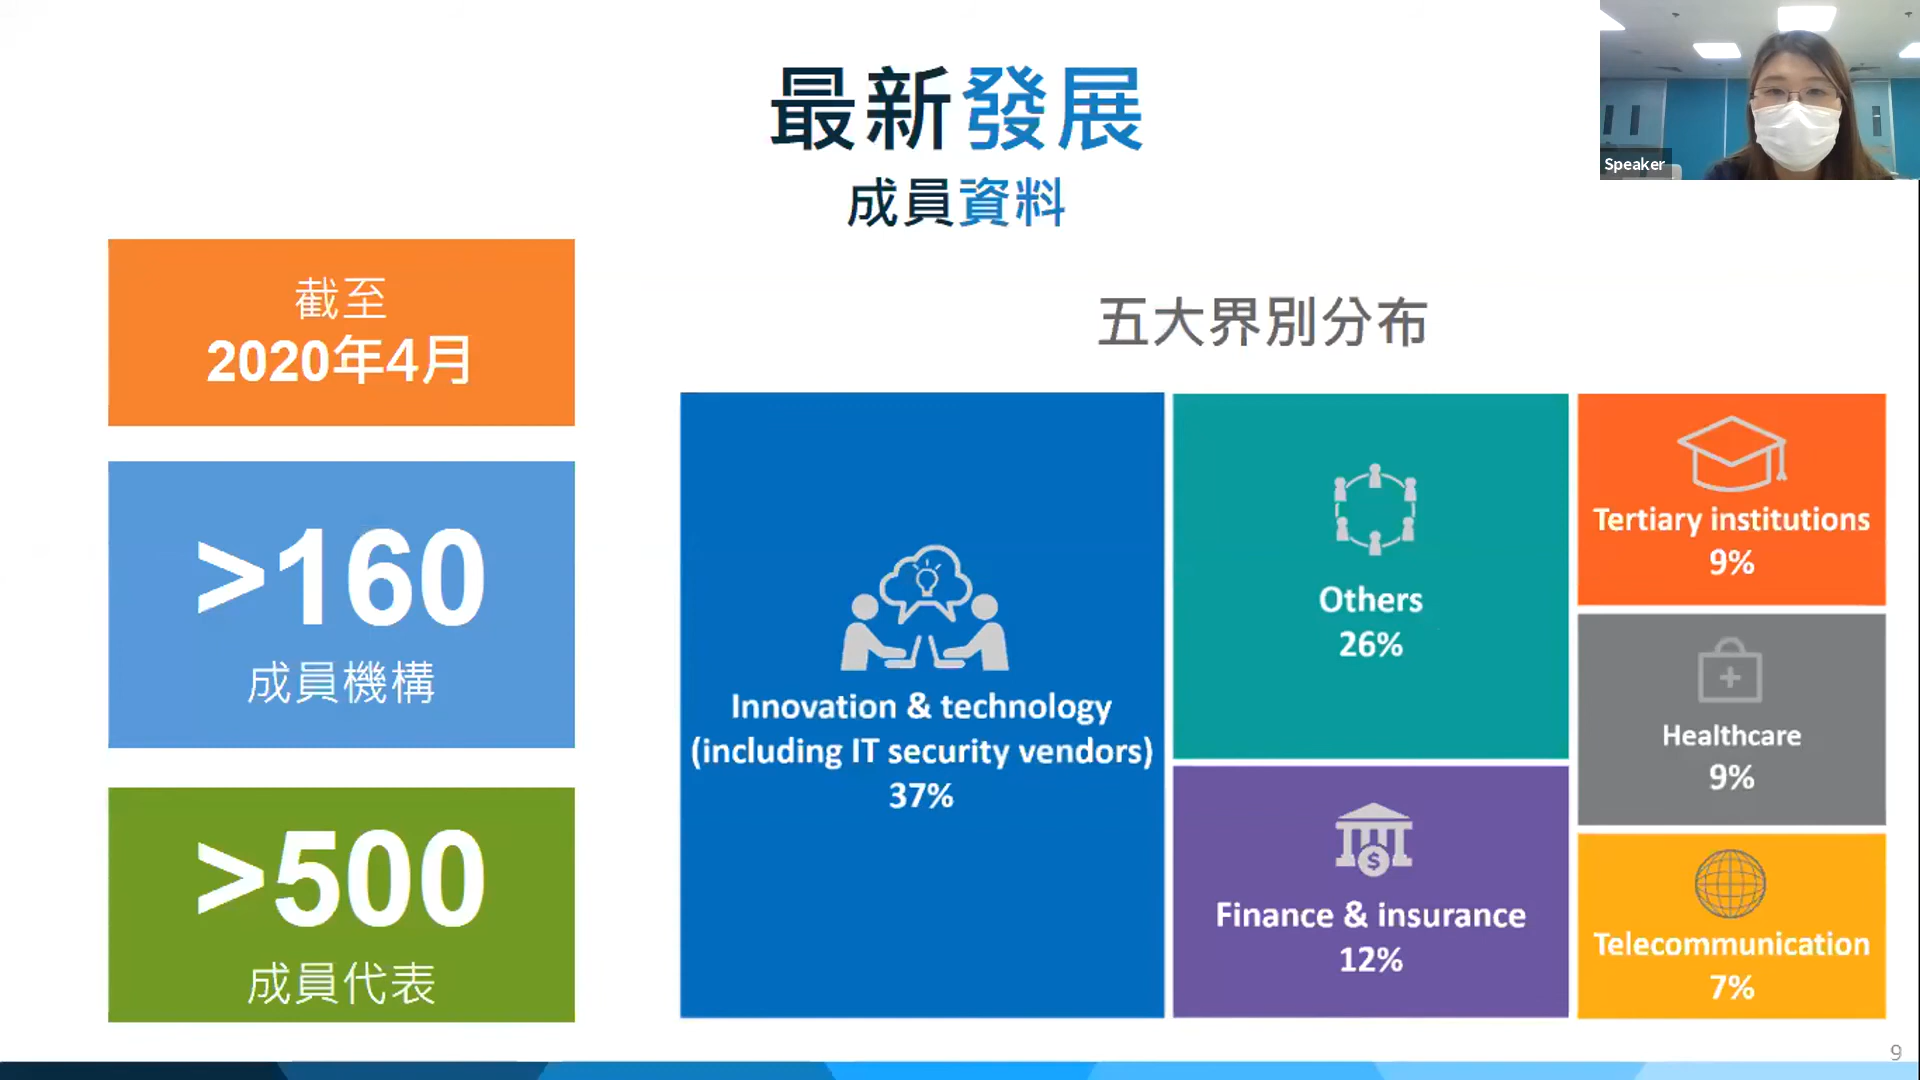 最新發展
成員資料
Speaker
截至
2020年4月
>160
成員機構
>500
成員代表
五大界別分布
Innovation & technology
(including IT security vendors)
37%
Others
26%
Finance & insurance
12%
Tertiary institutions
9%
Healthcare
9%
Telecommunication
7%
9